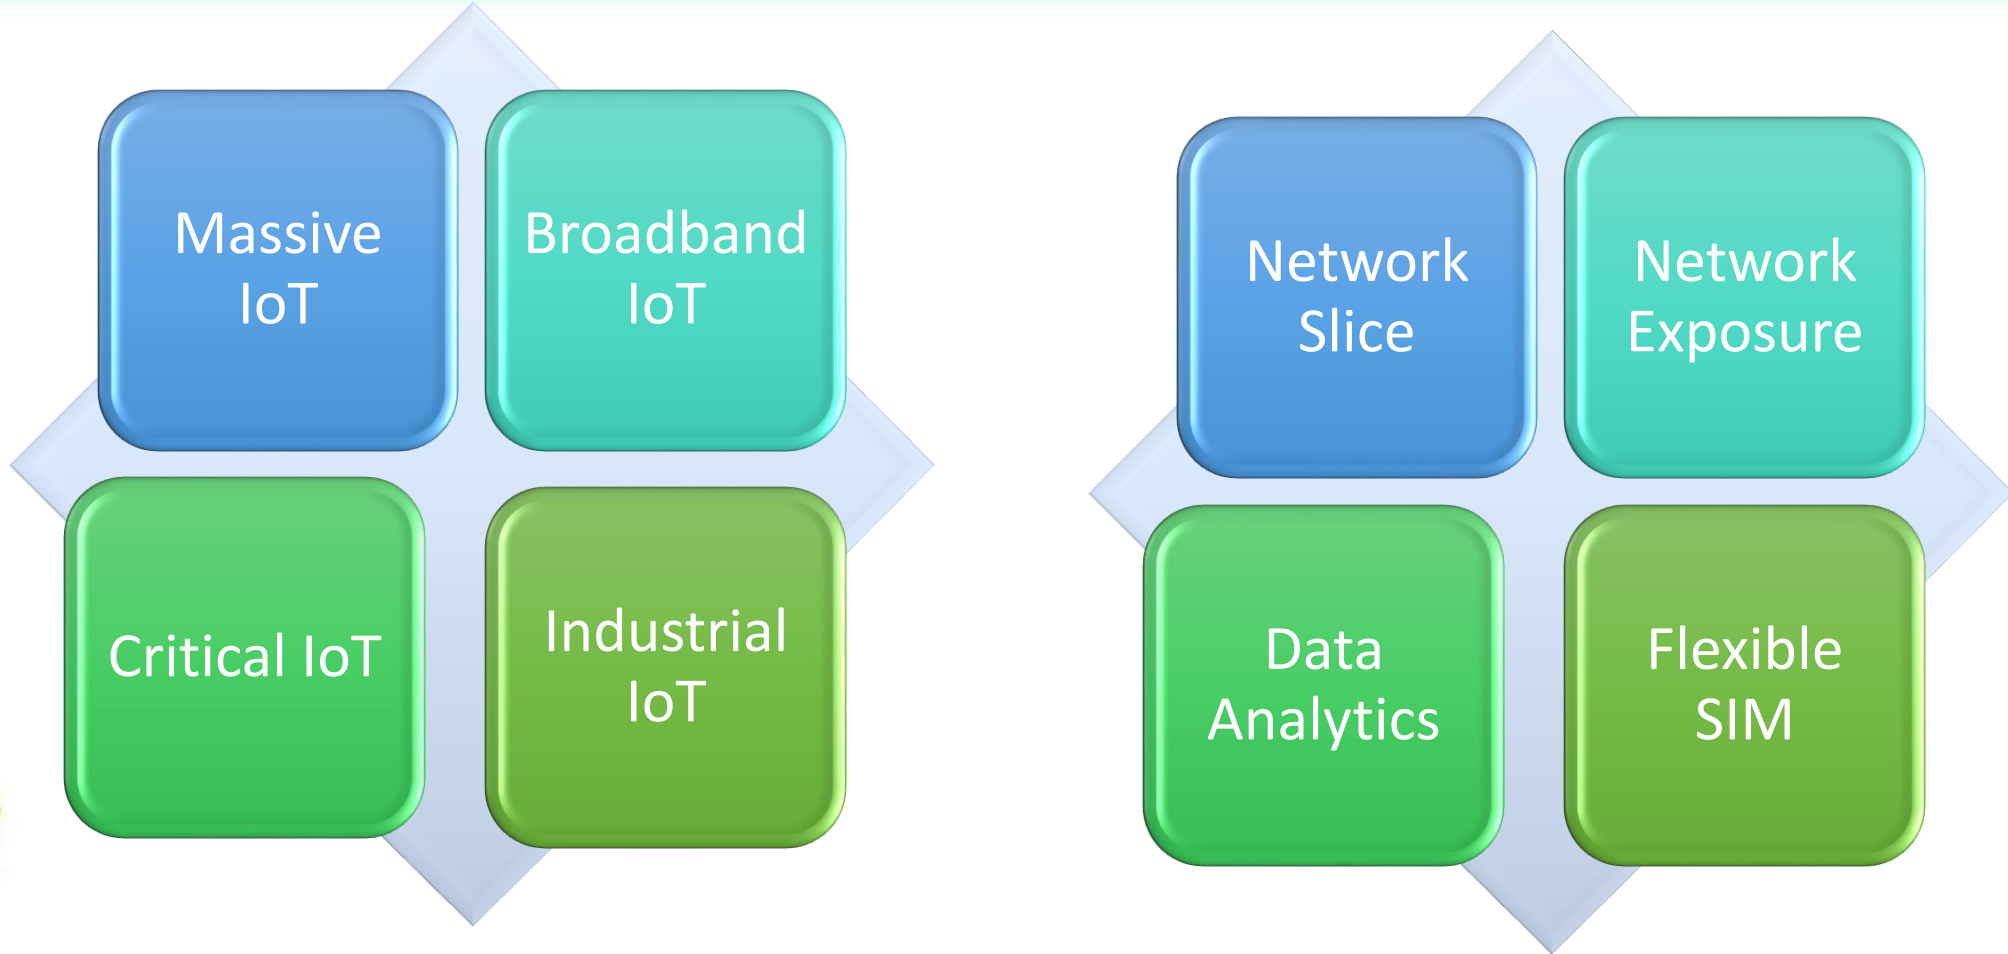 Massive
IoT
Broadband
IoT
Critical IoT
Industrial
IoT
Network
Slice
Network
Exposure
Data
Analytics
Flexible
SIM